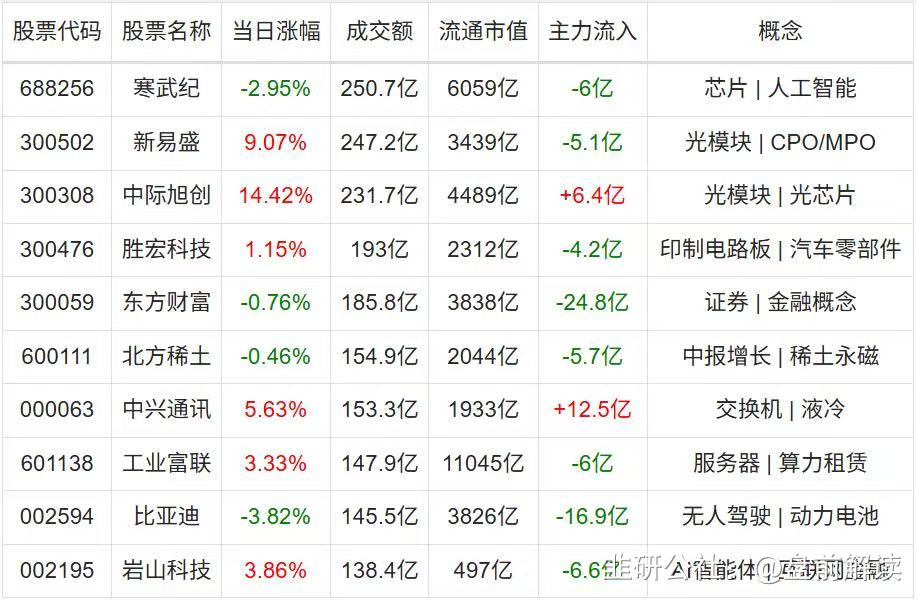 股票代码 股票名称 当日涨幅 成交额 流通市值 主力流入 概念
688256 寒武纪 -2.95% 250.7亿 6059亿 -6亿 芯片 | 人工智能
300502 新易盛 9.07% 247.2亿 3439亿 -5.1亿 光模块 | CPO/MPO
300308 中际旭创 14.42% 231.7亿 4489亿 +6.4亿 光模块 | 光芯片
300476 胜宏科技 1.15% 193亿 2312亿 -4.2亿 印制电路板 | 汽车零部件
300059 东方财富 -0.76% 185.8亿 3838亿 -24.8亿 证券 | 金融概念
600111 北方稀土 -0.46% 154.9亿 2044亿 -5.7亿 中报增长 | 稀土永磁
000063 中兴通讯 5.63% 153.3亿 1933亿 +12.5亿 交换机 | 液冷
601138 工业富联 3.33% 147.9亿 11045亿 -6亿 服务器 | 算力租赁
002594 比亚迪 -3.82% 145.5亿 3826亿 -16.9亿 无人驾驶 | 动力电池
002195 岩山科技 3.86% 138.4亿 497亿 -6.6亿 AI智能体 |
韭研公社 @盘前解读